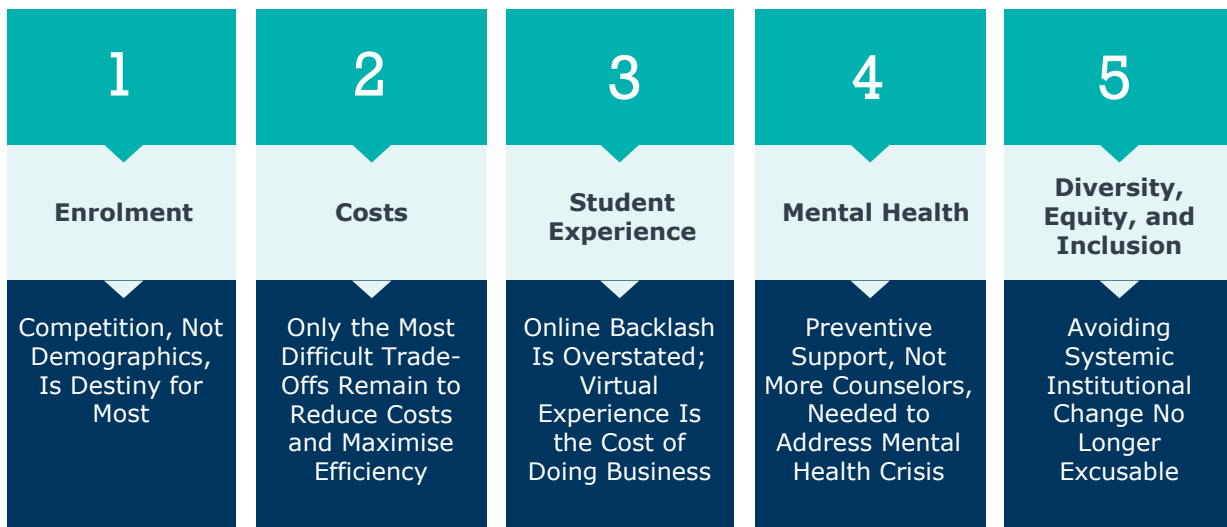 1
Enrolment
Competition, Not
Demographics,
Is Destiny for
Most
2
Costs
Only the Most
Difficult Trade-
Offs Remain to
Reduce Costs
and Maximise
Efficiency
3
Student
Experience
Online Backlash
Is Overstated;
Virtual
Experience Is
the Cost of
Doing Business
4
Mental Health
Preventive
Support, Not
More Counselors,
Needed to
Address Mental
Health Crisis
5
Diversity,
Equity, and
Inclusion
Avoiding
Systemic
Institutional
Change No
Longer
Excusable